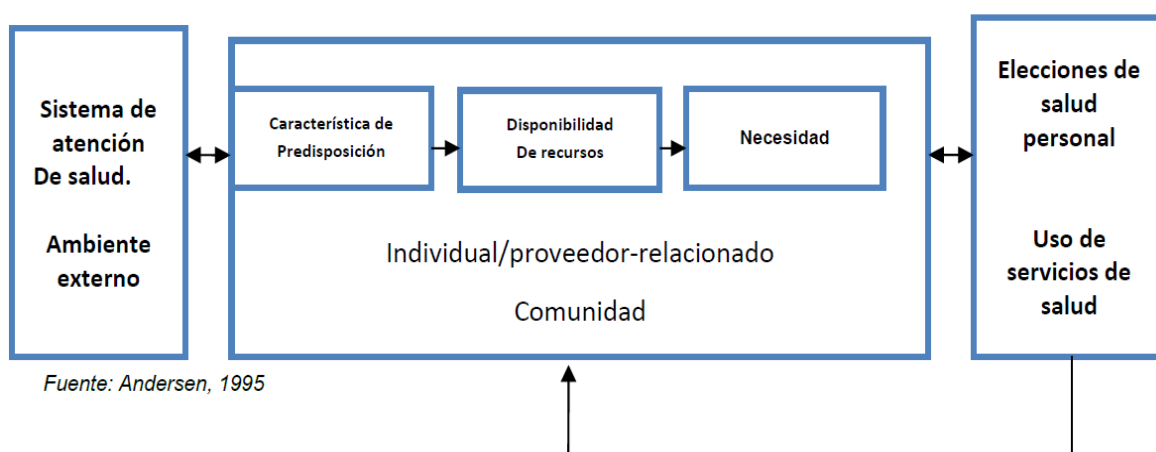 Sistema de
atención
De salud.
Ambiente
externo
Característica de
Predisposición
Disponibilidad
De recursos
Necesidad
Individual/proveedor-relacionado
Comunidad
Elecciones de
salud
personal
Uso de
servicios de
salud
Fuente: Andersen, 1995